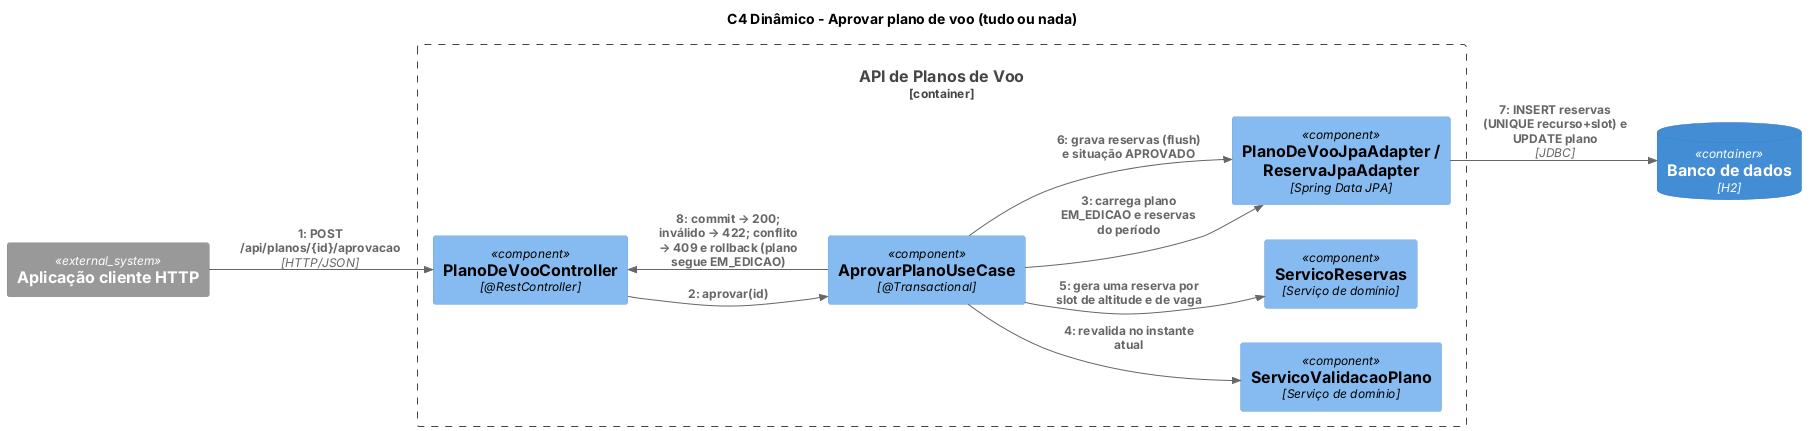 C4 Dinâmico - Aprovar plano de voo (tudo ou nada)
API de Planos de Voo
[container]
«external_system»
Aplicação cliente HTTP
1: POST
/api/planos/{id}/aprovacao
[HTTP/JSON]
«component»
PlanoDeVooController
[@RestController]
8: commit → 200;
inválido → 422; conflito
→ 409 e rollback (plano
segue EM_EDICAO)
2: aprovar(id)
«component»
AprovarPlanoUseCase
[@Transactional]
6: grava reservas (flush)
e situação APROVADO
3: carrega plano
EM_EDICAO e reservas
do período
5: gera uma reserva por
slot de altitude e de vaga
4: revalida no instante
atual
«component»
PlanoDeVooJpaAdapter /
ReservaJpaAdapter
[Spring Data JPA]
«component»
ServicoReservas
[Serviço de domínio]
«component»
ServicoValidacaoPlano
[Serviço de domínio]
7: INSERT reservas
(UNIQUE recurso+slot) e
UPDATE plano
[JDBC]
«container»
Banco de dados
[H2]